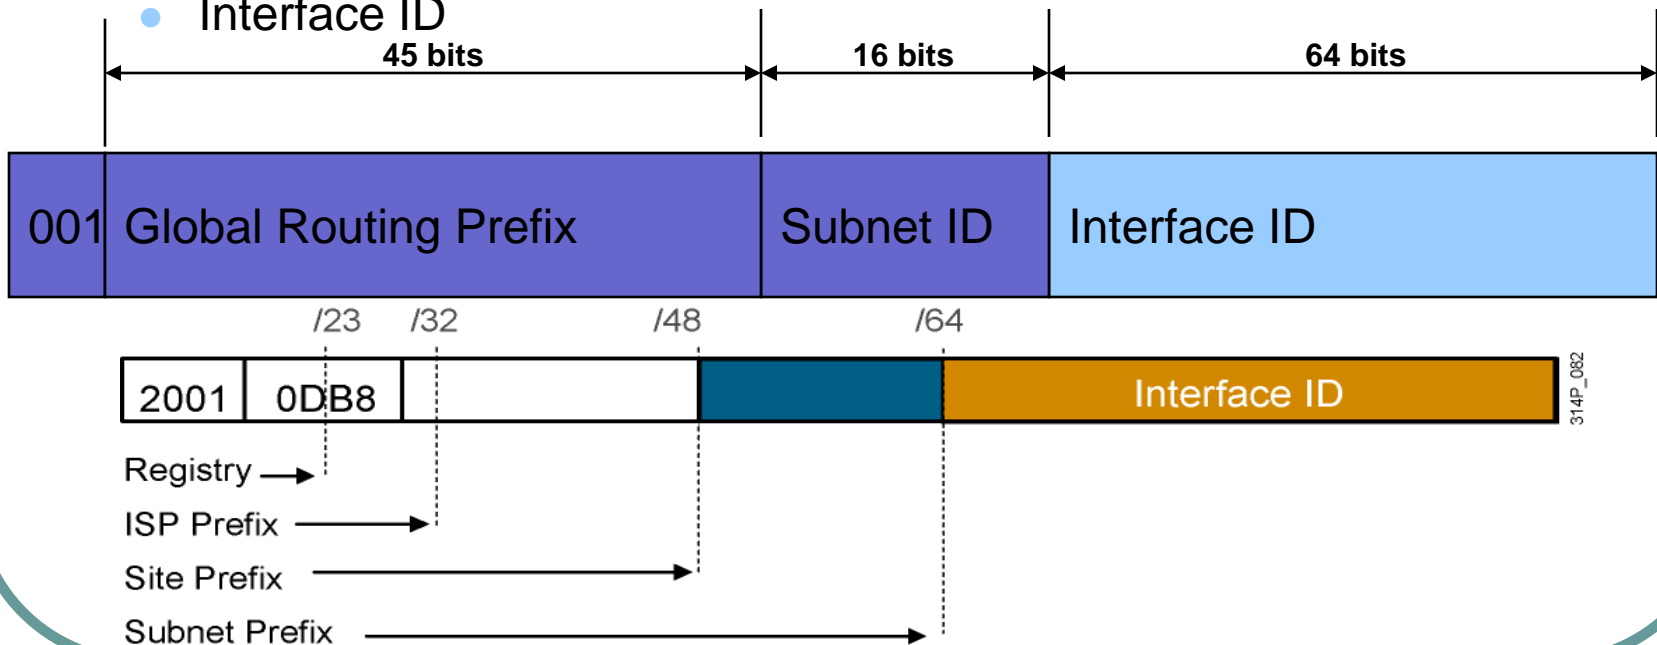 Interface ID
45 bits 16 bits 64 bits
001 Global Routing Prefix Subnet ID Interface ID
/23 /32 /48 /64
2001 0DB8 Interface ID
314P_082
Registry
ISP Prefix
Site Prefix
Subnet Prefix